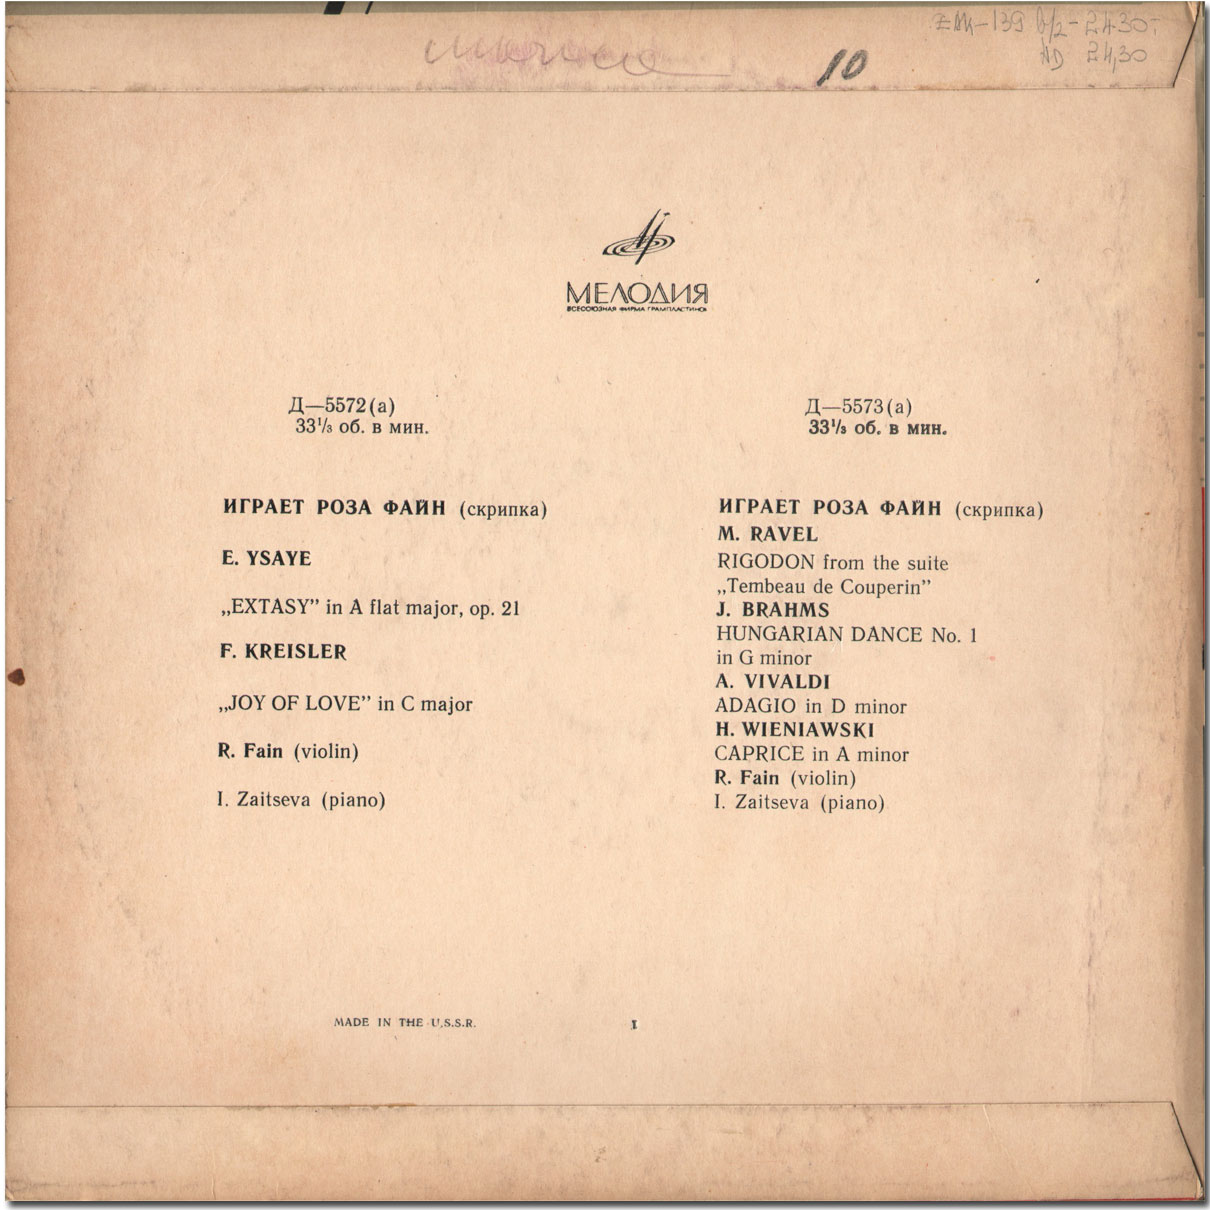 10
МЕЛОДИЯ
ВСЕСОЮЗНАЯ ФИРМА ГРАМПЛАСТИНОК
Д—5572(а)
33⅓ об. в мин.
ИГРАЕТ РОЗА ФАЙН (скрипка)
E. YSAYE
„EXTASY” in A flat major, op. 21
F. KREISLER
„JOY OF LOVE” in C major
R. Fain (violin)
I. Zaitseva (piano)
Д—5573(а)
33⅓ об. в мин.
ИГРАЕТ РОЗА ФАЙН (скрипка)
M. RAVEL
RIGODON from the suite
„Tembeau de Couperin”
J. BRAHMS
HUNGARIAN DANCE No. 1
in G minor
A. VIVALDI
ADAGIO in D minor
H. WIENIAWSKI
CAPRICE in A minor
R. Fain (violin)
I. Zaitseva (piano)
MADE IN THE U.S.S.R.
I